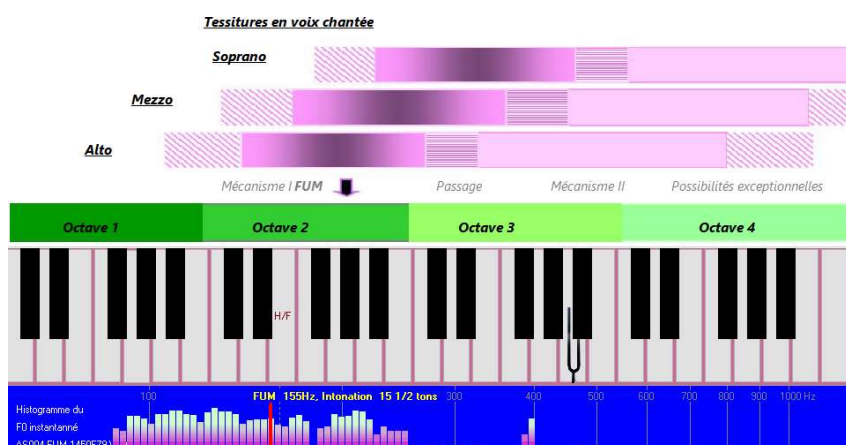 Tessitures en voix chantée
Soprano
Mezzo
Alto
Mécanisme I FUM Passage Mécanisme II Possibilités exceptionnelles
Octave 1 Octave 2 Octave 3 Octave 4
H/F
100 FUM 155Hz, Intonation 15 1/2 tons 300 400 500 600 700 800 900 1000 Hz
Histogramme du
F0 instantanné